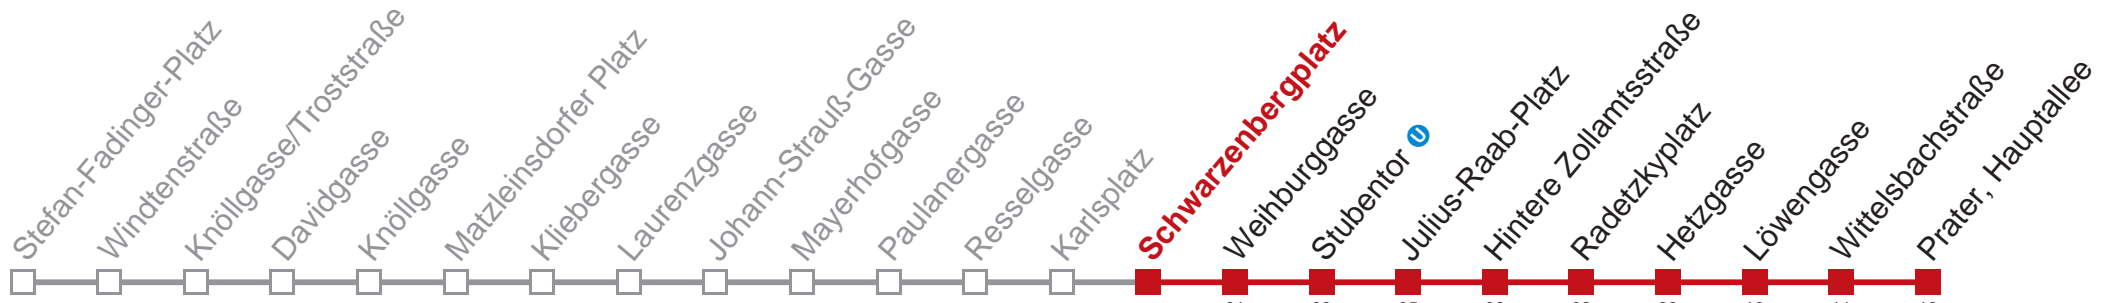 Stefan-Fadinger-Platz
Windtenstraße
Knöllgasse/Troststraße
Davidgasse
Knöllgasse
Matzleinsdorfer Platz
Kliebergasse
Laurenzgasse
Johann-Strauß-Gasse
Mayerhofgasse
Paulanergasse
Resselgasse
Karlsplatz
Schwarzenbergplatz
Weihburggasse
Stubentor U
Julius-Raab-Platz
Hintere Zollamtsstraße
Radetzkyplatz
Hetzgasse
Löwengasse
Wittelsbachstraße
Prater, Hauptallee